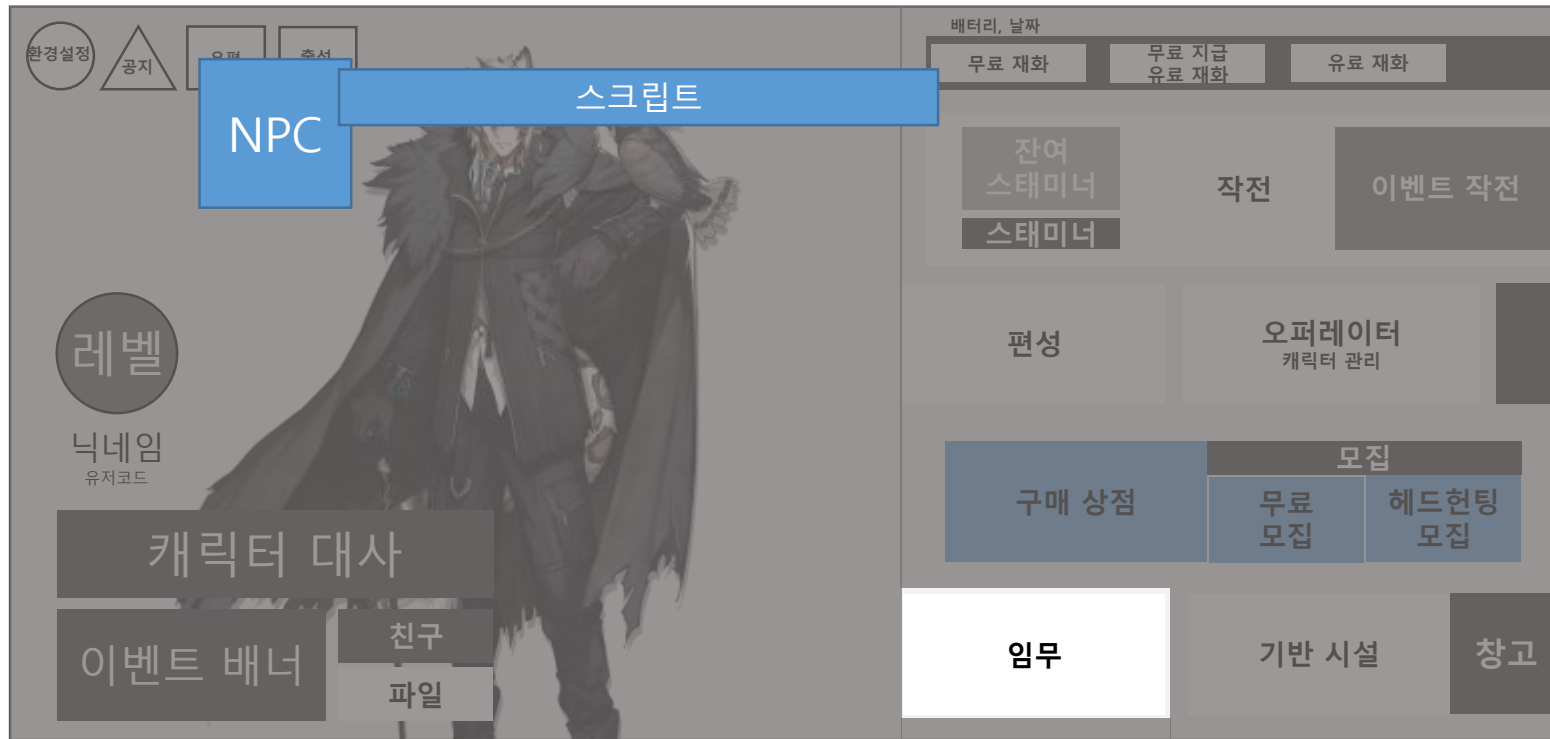 환경설정
공지
배터리, 날짜
무료 재화
무료 지급
유료 재화
유료 재화
NPC
스크립트
잔여
스태미너
스태미너
작전
이벤트 작전
레벨
닉네임
유저코드
편성
오퍼레이터
캐릭터 관리
구매 상점
모집
무료
모집
헤드헌팅
모집
캐릭터 대사
이벤트 배너
친구
파일
임무
기반 시설
창고